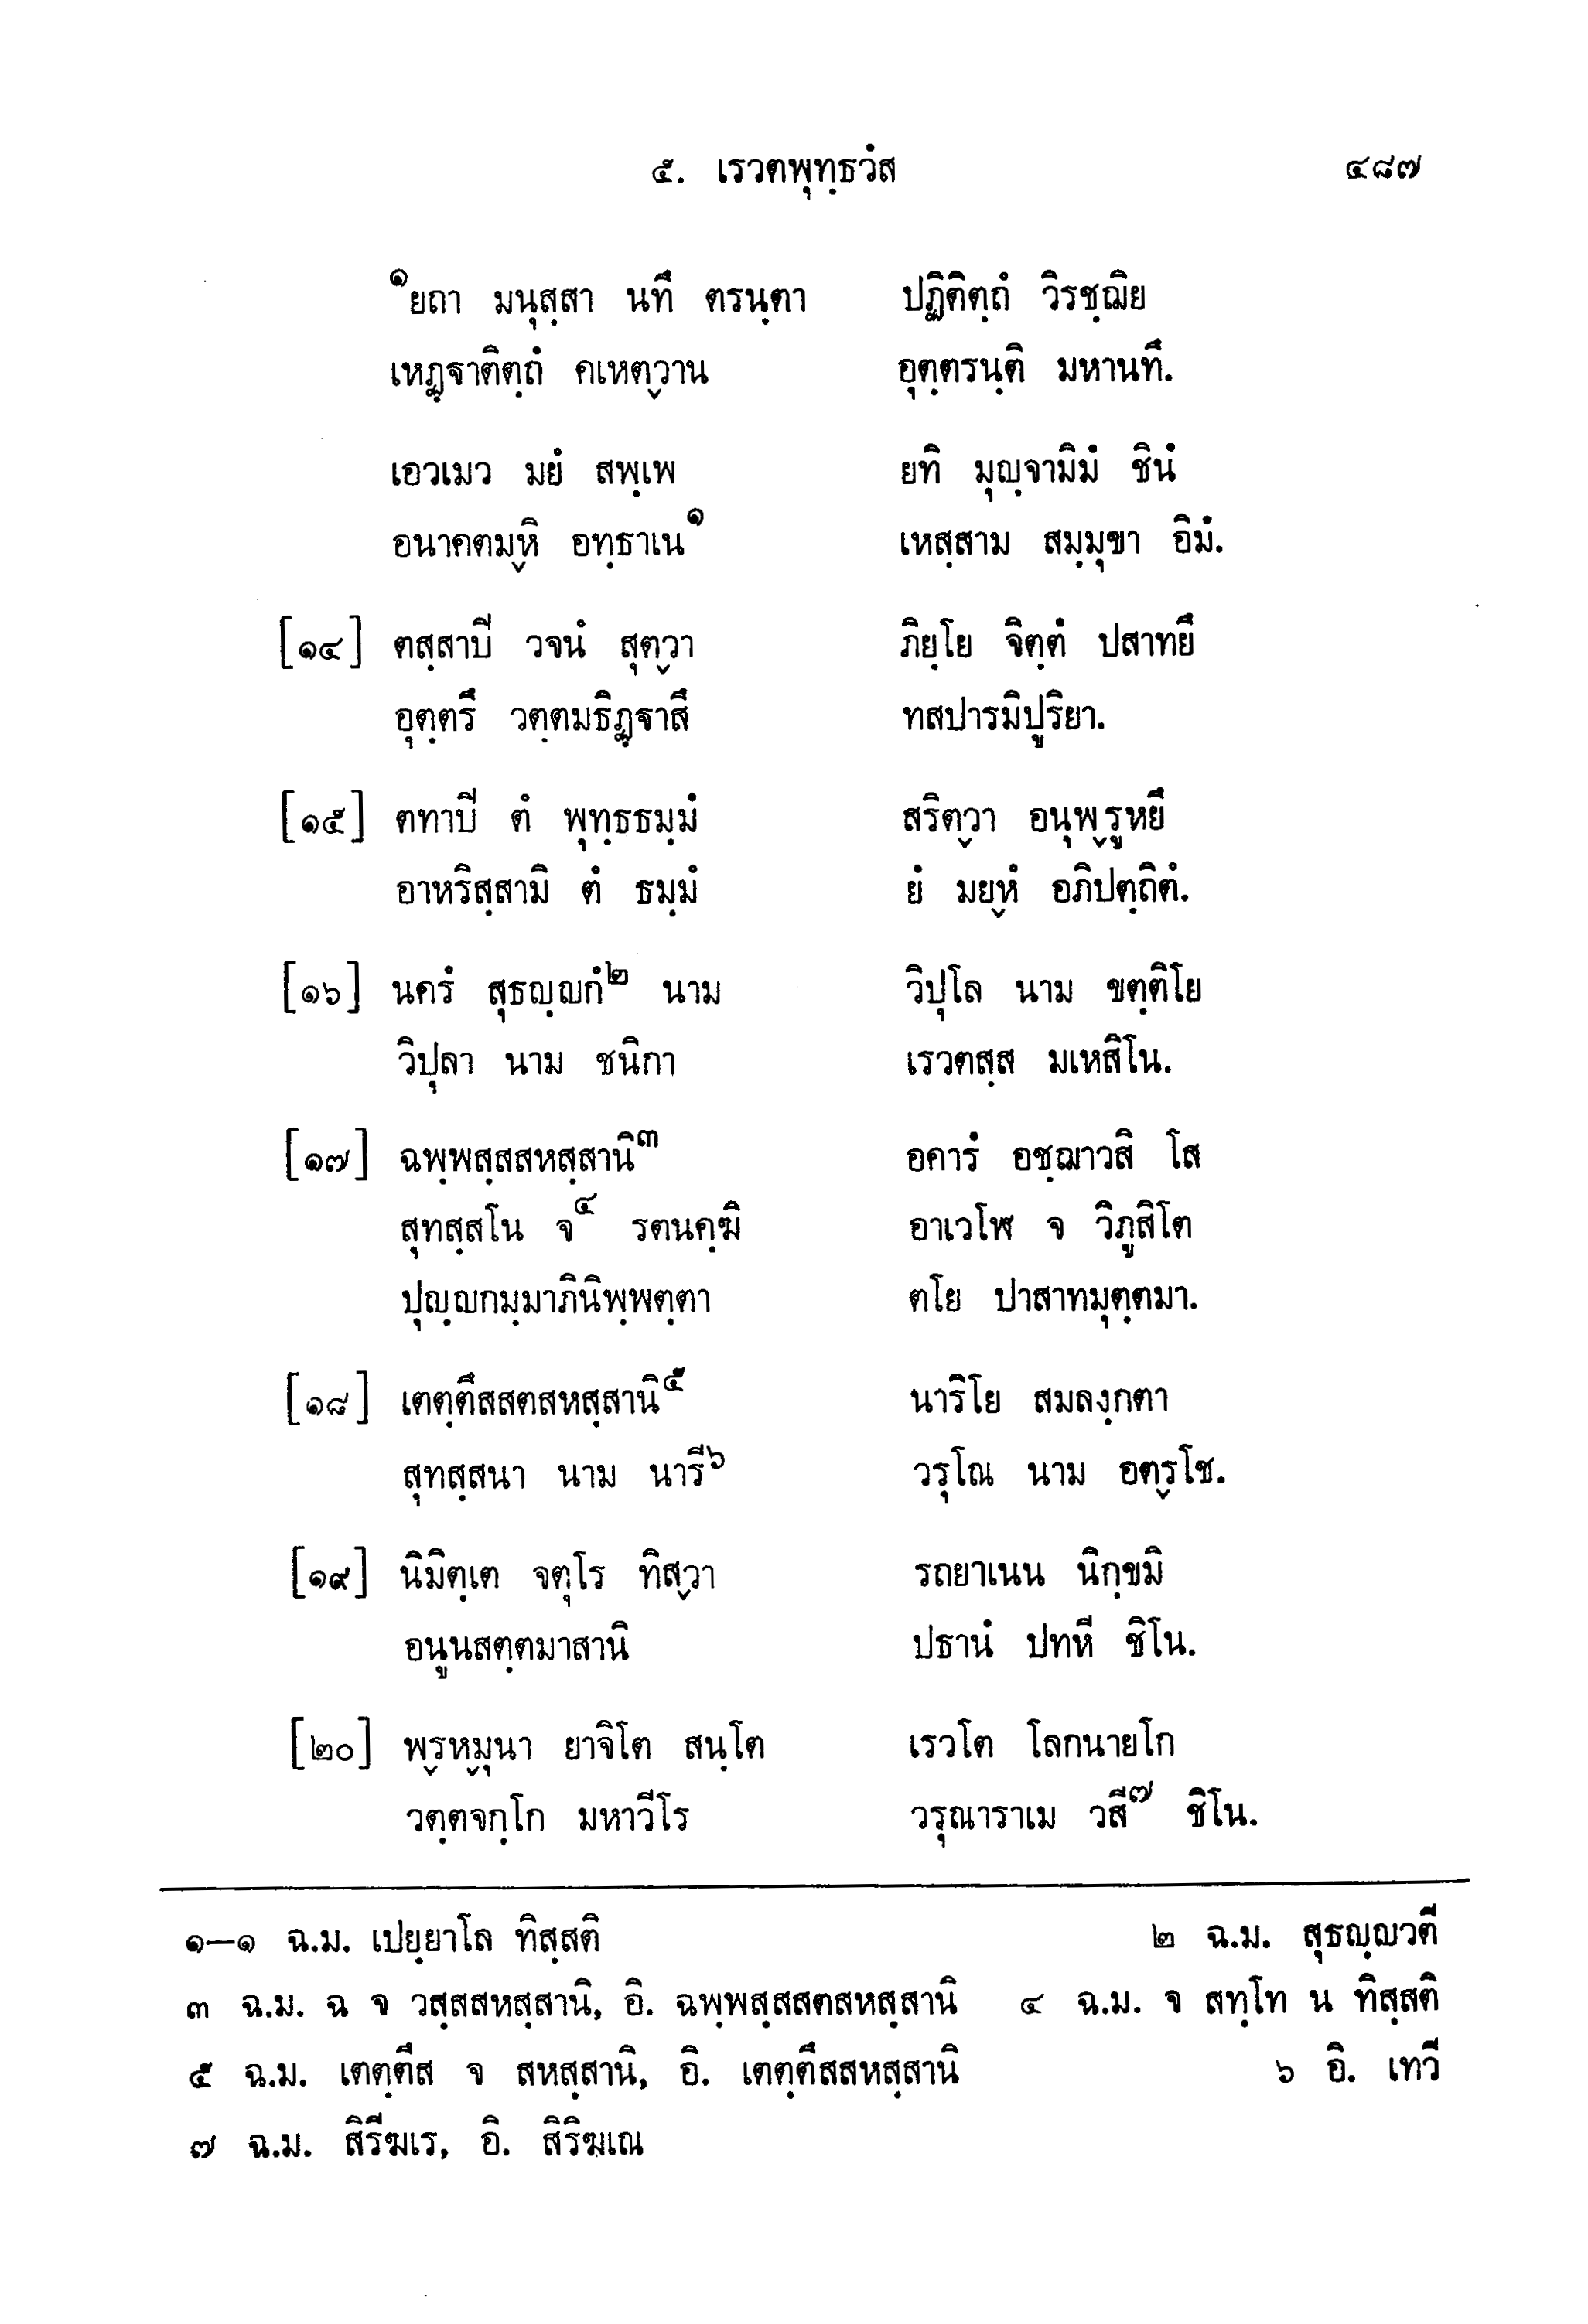 ๕. เรวตพุทฺธวํส ๔๘๗
๑ยถา มนุสฺสา นทึ ตรนฺตา ปฏิติตฺถํ วิรชฺฌิย
เหฏฺฐาติตฺถํ คเหตฺวาน อุตฺตรนฺติ มหานทึ.
เอวเมว มยํ สพฺเพ ยทิ มุญฺจามิมํ ชินํ
อนาคตมฺหิ อทฺธาเน๑ เหสฺสาม สมฺมุขา อิมํ.
[๑๔] ตสฺสาปิ วจนํ สุตฺวา ภิยฺโย จิตฺตํ ปสาทยึ
อุตฺตรึ วตฺตมธิฏฺฐาสึ ทสปารมิปูริยา.
[๑๕] ตทาปิ ตํ พุทฺธธมฺมํ สริตฺวา อนุพฺรูหยึ
อาหริสฺสามิ ตํ ธมฺมํ ยํ มยฺหํ อภิปตฺถิตํ.
[๑๖] นครํ สุธญฺญกํ๒ นาม วิปุโล นาม ขตฺติโย
วิปุลา นาม ชนิกา เรวตสฺส มเหสิโน.
[๑๗] ฉพฺพสฺสสหสฺสานิ๓ อคารํ อชฺฌาวสิ โส
สุทสฺสโน จ๔ รตนคฺฆิ อาเวโฬ จ วิภูสิโต
ปุญฺญกมฺมาภินิพฺพตฺตา ตโย ปาสาทมุตฺตมา.
[๑๘] เตตฺตึสสตสหสฺสานิ๕ นาริโย สมลงฺกตา
สุทสฺสนา นาม นารี๖ วรุโณ นาม อตฺรโช.
[๑๙] นิมิตฺเต จตุโร ทิสฺวา รถยาเนน นิกฺขมิ
อนูนสตฺตมาสานิ ปธานํ ปทหี ชิโน.
[๒๐] พฺรหฺมุนา ยาจิโต สนฺโต เรวโต โลกนายโก
วตฺตจกฺโก มหาวีโร วรุณาราเม วสี๗ ชิโน.
๑—๑ ฉ.ม. เปยฺยาโล ทิสฺสติ ๒ ฉ.ม. สุธญฺญวตี
๓ ฉ.ม. ฉ จ วสฺสสหสฺสานิ, อิ. ฉพฺพสฺสสตสหสฺสานิ ๔ ฉ.ม. จ สทฺโท น ทิสฺสติ
๕ ฉ.ม. เตตฺตึส จ สหสฺสานิ, อิ. เตตฺตึสสหสฺสานิ ๖ อิ. เทวี
๗ ฉ.ม. สิรีฆเร, อิ. สิริฆเณ